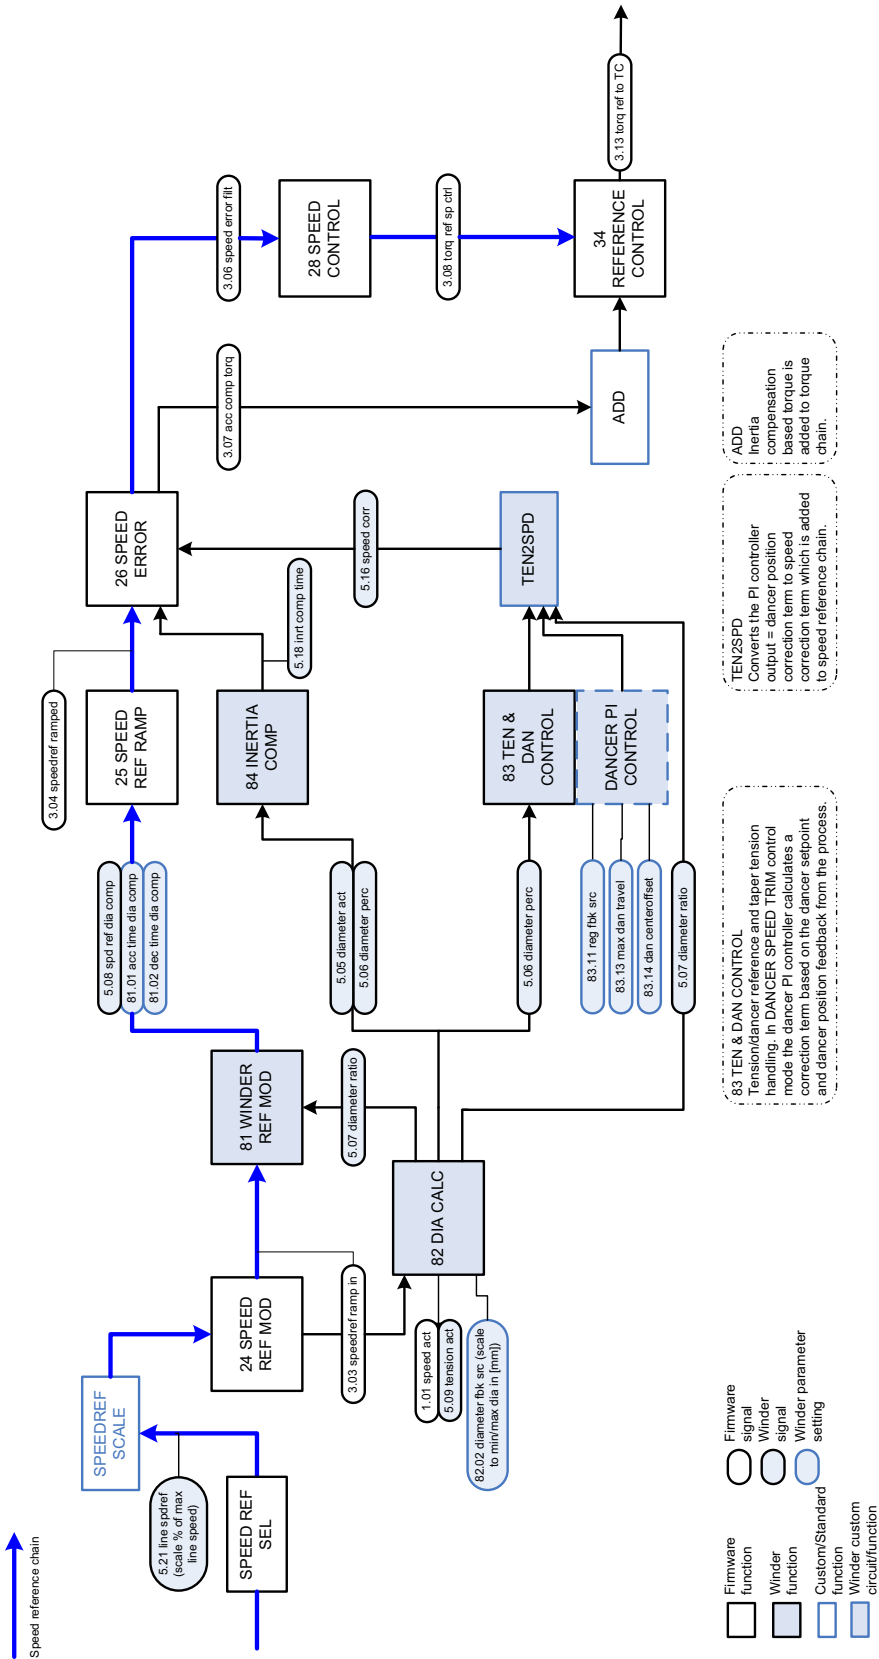 Speed reference chain
SPEED REF
SEL
5.21 line spdref
(scale % of max
line speed)
SPEEDREF
SCALE
24 SPEED
REF MOD
3.03 speedref ramp in
81 WINDER
REF MOD
5.07 diameter ratio
1.01 speed act
5.09 tension act
82.02 diameter fbk src (scale
to min/max dia in [mm])
82 DIA CALC
5.08 spd ref dia comp
81.01 acc time dia comp
81.02 dec time dia comp
5.05 diameter act
5.06 diameter perc
5.06 diameter perc
83.11 reg fbk src
83.13 max dan travel
83.14 dan centeroffset
5.07 diameter ratio
3.04 speedref ramped
25 SPEED
REF RAMP
84 INERTIA
COMP
5.18 inrt comp time
83 TEN &
DAN
CONTROL
DANCER PI
CONTROL
26 SPEED
ERROR
5.16 speed corr
TEN2SPD
3.07 acc comp torq
ADD
3.06 speed error filt
28 SPEED
CONTROL
3.08 torq ref sp ctrl
34
REFERENCE
CONTROL
3.13 torq ref to TC
83 TEN & DAN CONTROL
Tension/dancer reference and taper tension
handling. In DANCER SPEED TRIM control
mode the dancer PI controller calculates a
correction term based on the dancer setpoint
and dancer position feedback from the process.
TEN2SPD
Converts the PI controller
output = dancer position
correction term to speed
correction term which is added
to speed reference chain.
ADD
Inertia
compensation
based torque is
added to torque
chain.
Firmware
function
Winder
function
Custom/Standard
function
Winder custom
circuit/function
Firmware
signal
Winder
signal
Winder parameter
setting